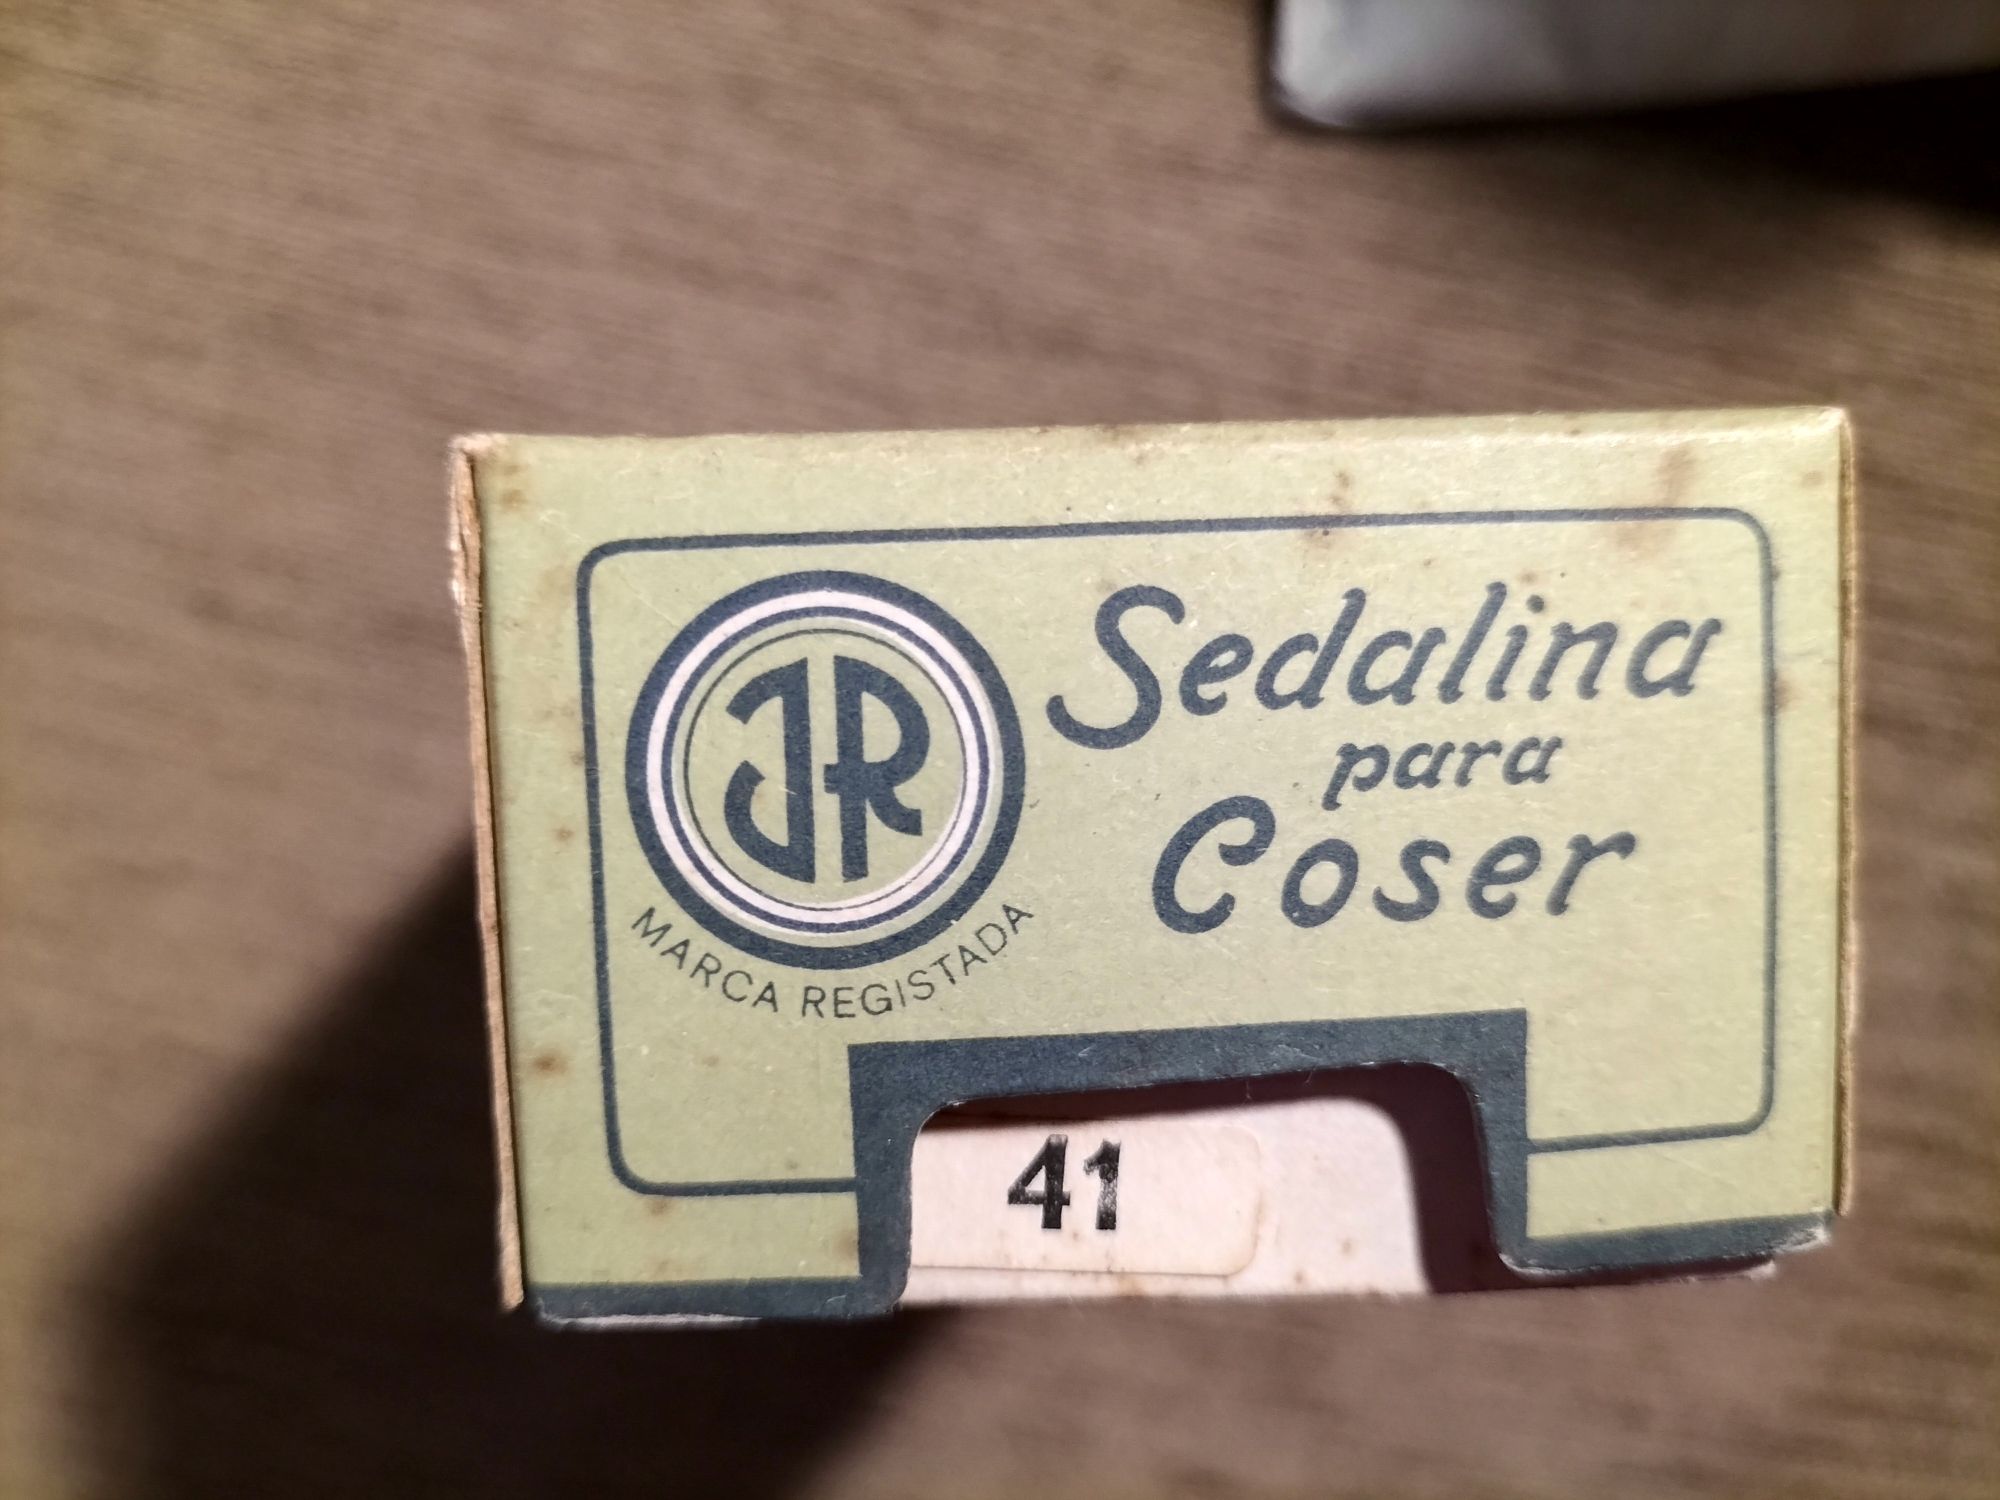 JR
MARCA REGISTADA
Sedalina
para
Coser
41